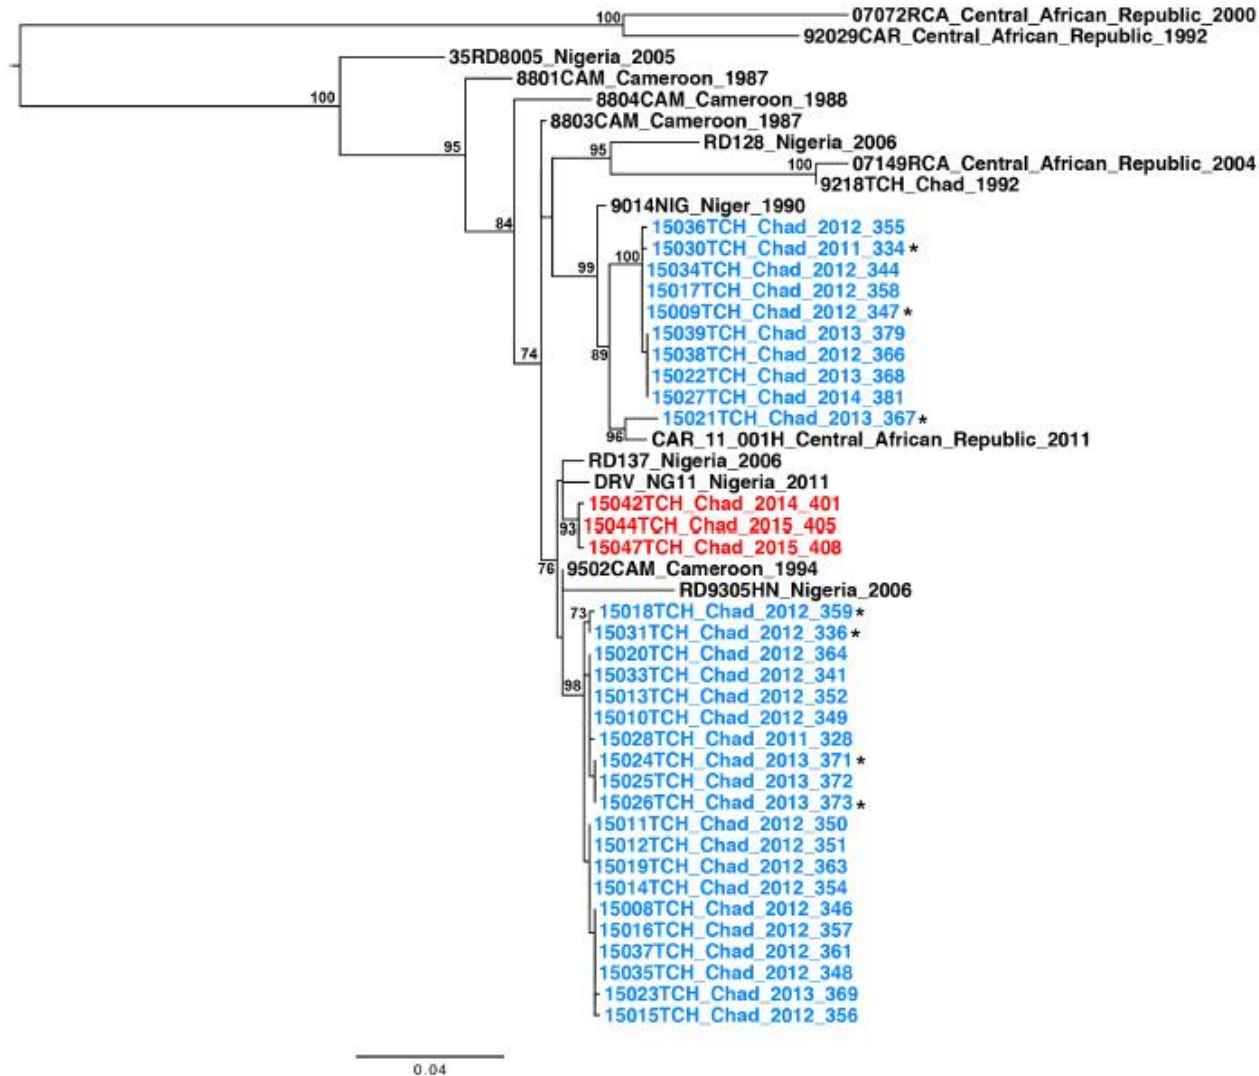 100
07072RCA_Central_African_Republic_2000
92029CAR_Central_African_Republic_1992
35RD8005_Nigeria_2005
8801CAM_Cameroon_1987
100
8804CAM_Cameroon_1988
8803CAM_Cameroon_1987
RD128_Nigeria_2006
95
95
100
07149RCA_Central_African_Republic_2004
9218TCH_Chad_1992
9014NIG_Niger_1990
84
15036TCH_Chad_2012_355
15030TCH_Chad_2011_334 *
100
99
15034TCH_Chad_2012_344
15017TCH_Chad_2012_358
15009TCH_Chad_2012_347 *
15039TCH_Chad_2013_379
74
89
15038TCH_Chad_2012_366
15022TCH_Chad_2013_368
15027TCH_Chad_2014_381
15021TCH_Chad_2013_367 *
96
CAR_11_001H_Central_African_Republic_2011
RD137_Nigeria_2006
DRV_NG11_Nigeria_2011
15042TCH_Chad_2014_401
93
15044TCH_Chad_2015_405
15047TCH_Chad_2015_408
76
9502CAM_Cameroon_1994
RD9305HN_Nigeria_2006
73
15018TCH_Chad_2012_359 *
15031TCH_Chad_2012_336 *
15020TCH_Chad_2012_364
15033TCH_Chad_2012_341
98
15013TCH_Chad_2012_352
15010TCH_Chad_2012_349
15028TCH_Chad_2011_328
15024TCH_Chad_2013_371 *
15025TCH_Chad_2013_372
15026TCH_Chad_2013_373 *
15011TCH_Chad_2012_350
15012TCH_Chad_2012_351
15019TCH_Chad_2012_363
15014TCH_Chad_2012_354
15008TCH_Chad_2012_346
15016TCH_Chad_2012_357
15037TCH_Chad_2012_361
15035TCH_Chad_2012_348
15023TCH_Chad_2013_369
15015TCH_Chad_2012_356
0.04